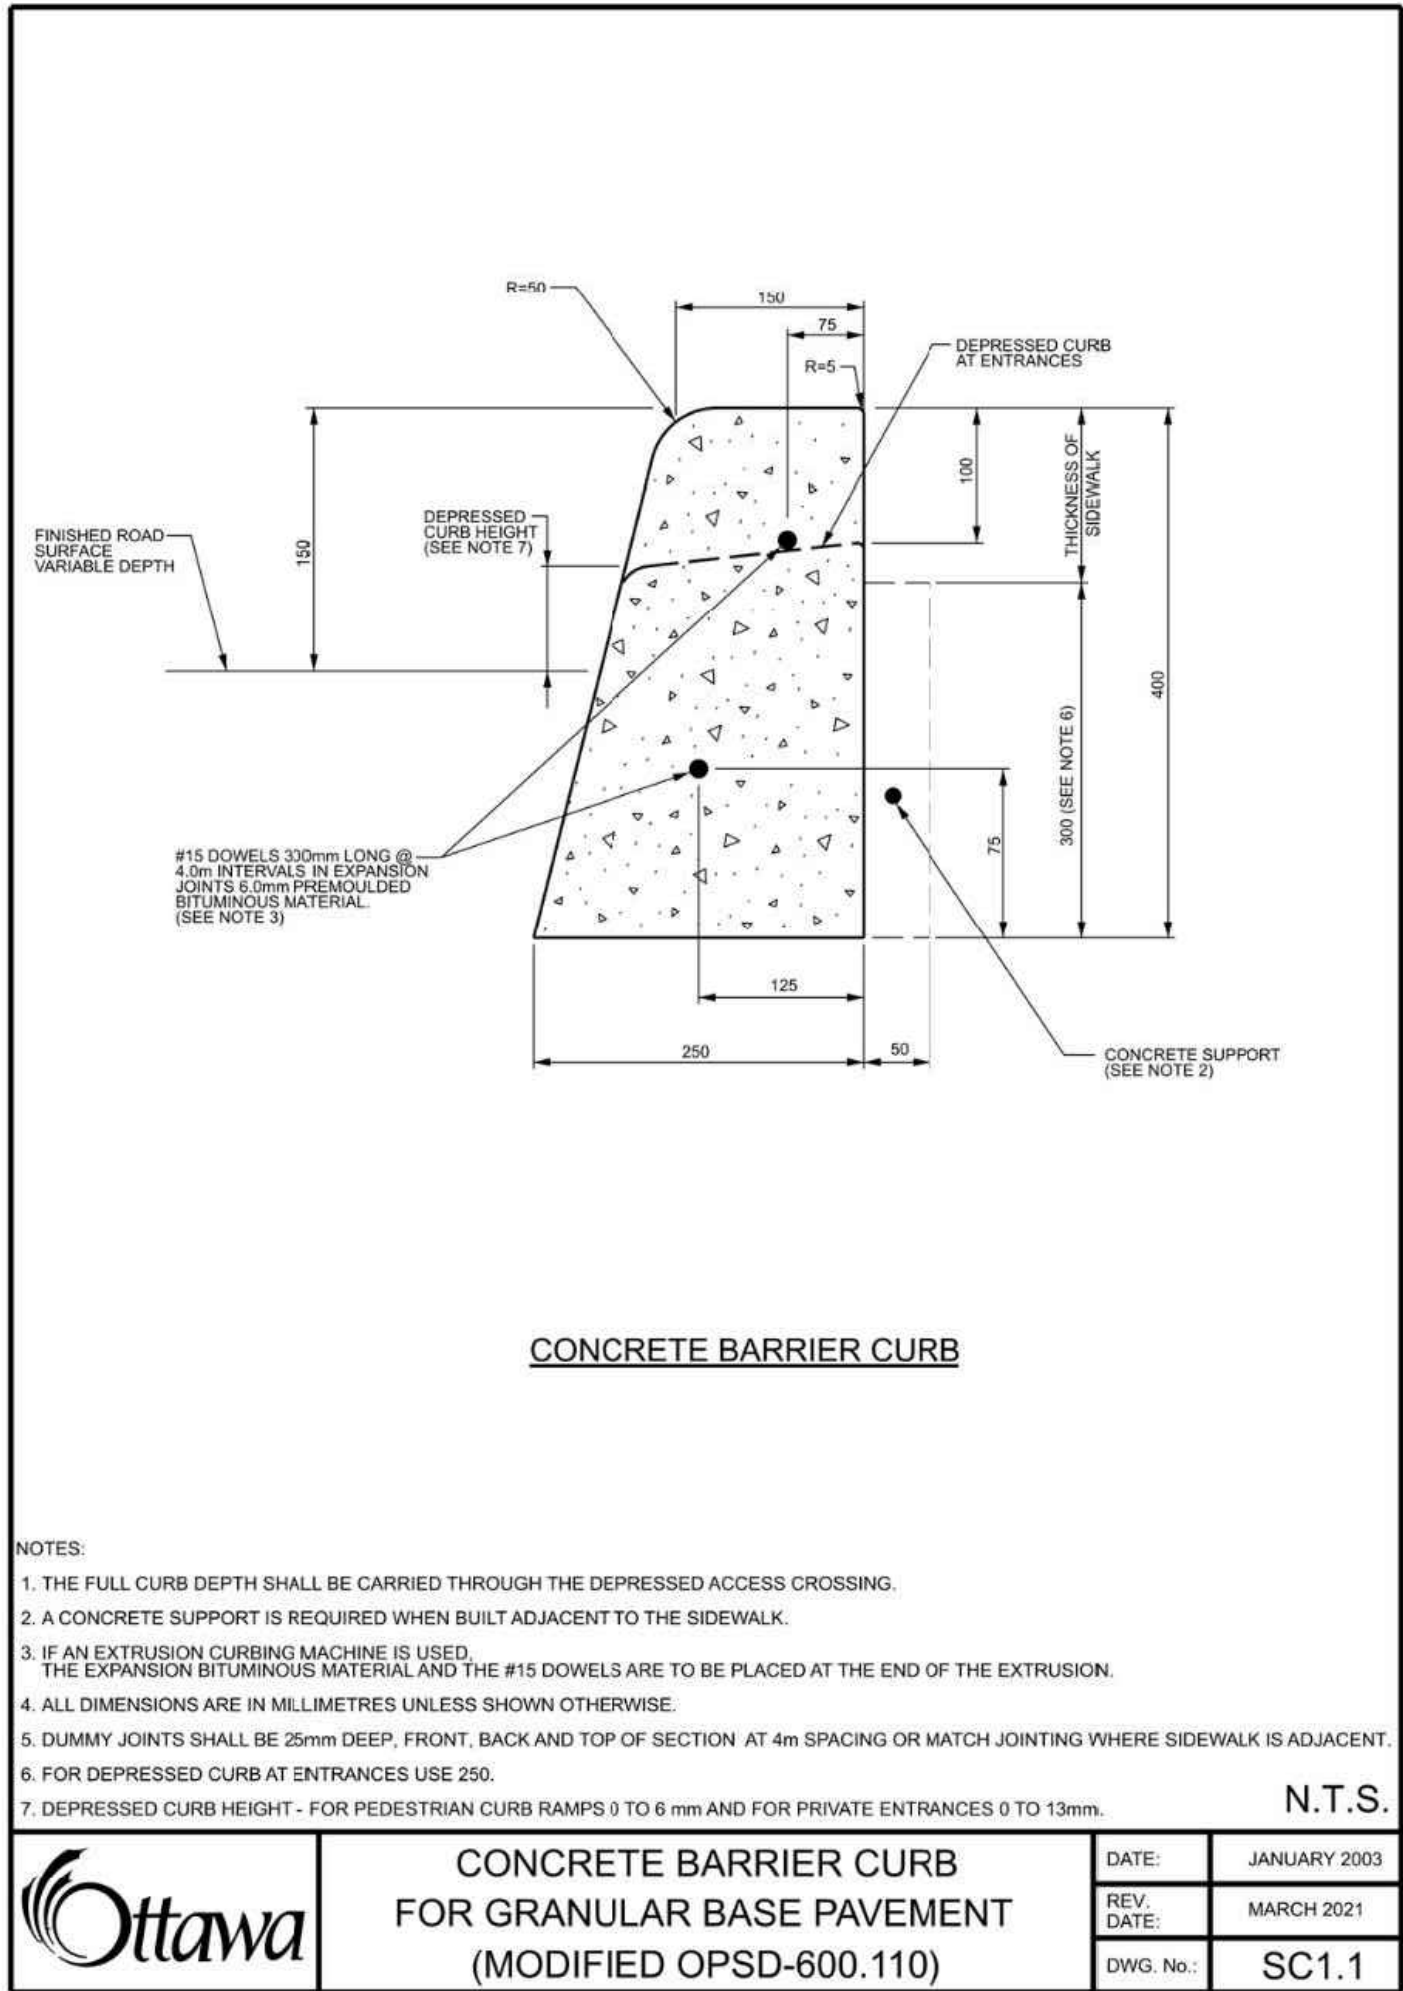 R=50
150
75
R=5
DEPRESSED CURB
AT ENTRANCES
FINISHED ROAD
SURFACE
VARIABLE DEPTH
150
DEPRESSED
CURB HEIGHT
(SEE NOTE 7)
100
THICKNESS OF
SIDEWALK
400
300 (SEE NOTE 6)
75
#15 DOWELS 300mm LONG @
4.0m INTERVALS IN EXPANSION
JOINTS 6.0mm PREMOULDED
BITUMINOUS MATERIAL.
(SEE NOTE 3)
125
250
50
CONCRETE SUPPORT
(SEE NOTE 2)
CONCRETE BARRIER CURB
NOTES:
1. THE FULL CURB DEPTH SHALL BE CARRIED THROUGH THE DEPRESSED ACCESS CROSSING.
2. A CONCRETE SUPPORT IS REQUIRED WHEN BUILT ADJACENT TO THE SIDEWALK.
3. IF AN EXTRUSION CURBING MACHINE IS USED,
THE EXPANSION BITUMINOUS MATERIAL AND THE #15 DOWELS ARE TO BE PLACED AT THE END OF THE EXTRUSION.
4. ALL DIMENSIONS ARE IN MILLIMETRES UNLESS SHOWN OTHERWISE.
5. DUMMY JOINTS SHALL BE 25mm DEEP, FRONT, BACK AND TOP OF SECTION AT 4m SPACING OR MATCH JOINTING WHERE SIDEWALK IS ADJACENT.
6. FOR DEPRESSED CURB AT ENTRANCES USE 250.
7. DEPRESSED CURB HEIGHT - FOR PEDESTRIAN CURB RAMPS 0 TO 6 mm AND FOR PRIVATE ENTRANCES 0 TO 13mm.
N.T.S.
Ottawa
CONCRETE BARRIER CURB
FOR GRANULAR BASE PAVEMENT
(MODIFIED OPSD-600.110)
DATE:
JANUARY 2003
REV.
DATE:
MARCH 2021
DWG. No.:
SC1.1